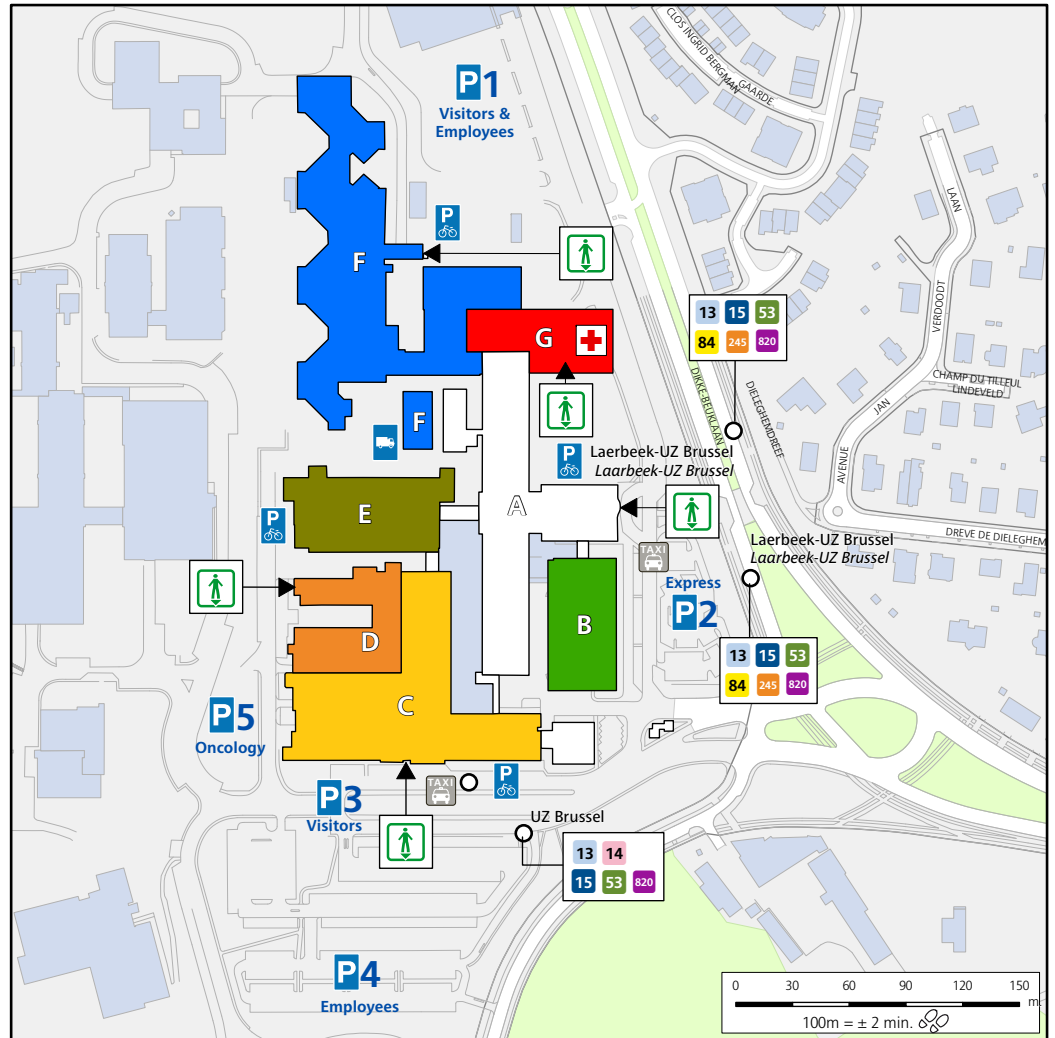 CLOS INGRID BERGMAN
GAARDE
P1
Visitors &
Employees
P
F
G
13 15 53
84 245 820
LAAN
VERDOODT
CHAMP DU TILLEUL
LINDEVELD
JAN
AVENUE
DIKKE-BEUKLAAN
DIELEGHEMDREEF
F
P
Laerbeek-UZ Brussel
Laarbeek-UZ Brussel
E
A
P
DREVE DE DIELEGHEM
Laerbeek-UZ Brussel
Laarbeek-UZ Brussel
TAXI
Express
P2
B
D
13 15 53
84 245 820
C
P5
Oncology
P3
Visitors
TAXI
P
UZ Brussel
13 14
15 53 820
P4
Employees
0 30 60 90 120 150
m.
100m = ± 2 min.